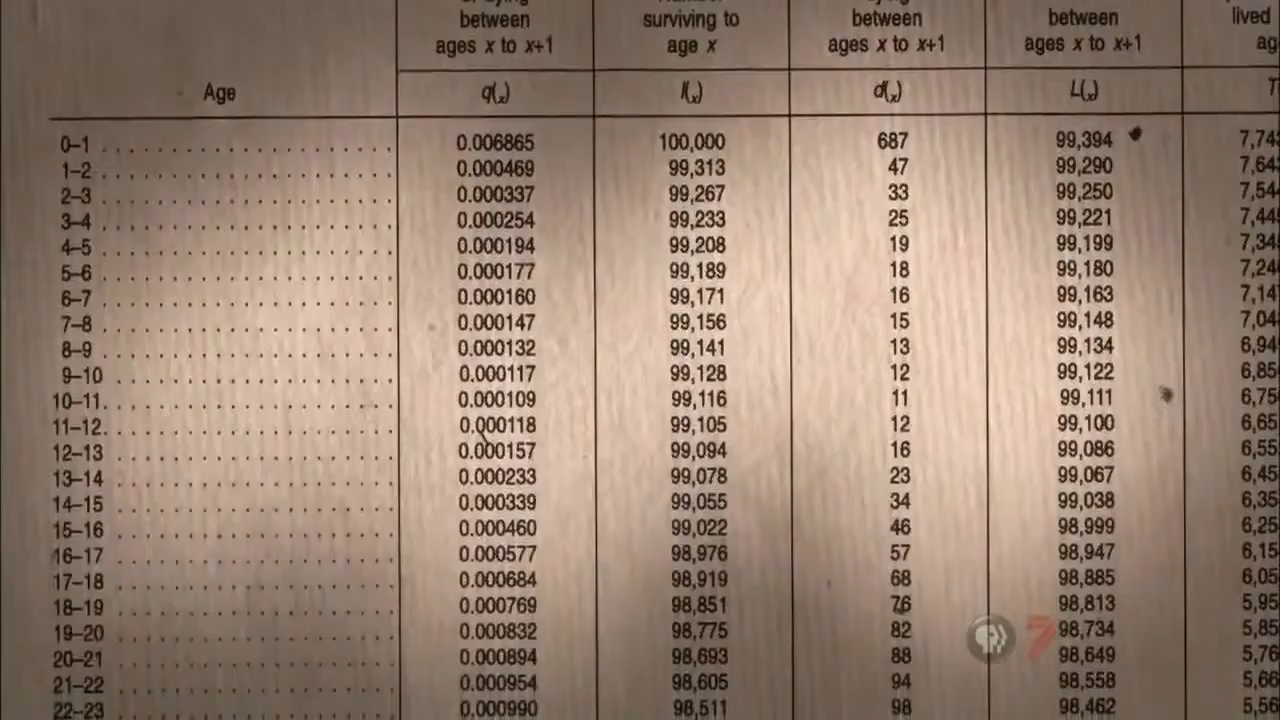 between surviving to between between lived
ages x to x+1 age x ages x to x+1 ages x to x+1
Age q(x) l(x) d(x) L(x)
0–1 0.006865 100,000 687 99,394
1–2 0.000469 99,313 47 99,290
2–3 0.000337 99,267 33 99,250
3–4 0.000254 99,233 25 99,221
4–5 0.000194 99,208 19 99,199
5–6 0.000177 99,189 18 99,180
6–7 0.000160 99,171 16 99,163
7–8 0.000147 99,156 15 99,148
8–9 0.000132 99,141 13 99,134
9–10 0.000117 99,128 12 99,122
10–11 0.000109 99,116 11 99,111
11–12 0.000118 99,105 12 99,100
12–13 0.000157 99,094 16 99,086
13–14 0.000233 99,078 23 99,067
14–15 0.000339 99,055 34 99,038
15–16 0.000460 99,022 46 98,999
16–17 0.000577 98,976 57 98,947
17–18 0.000684 98,919 68 98,885
18–19 0.000769 98,851 76 98,813
19–20 0.000832 98,775 82 98,734
20–21 0.000894 98,693 88 98,649
21–22 0.000954 98,605 94 98,558
22–23 0.000990 98,511 98 98,462